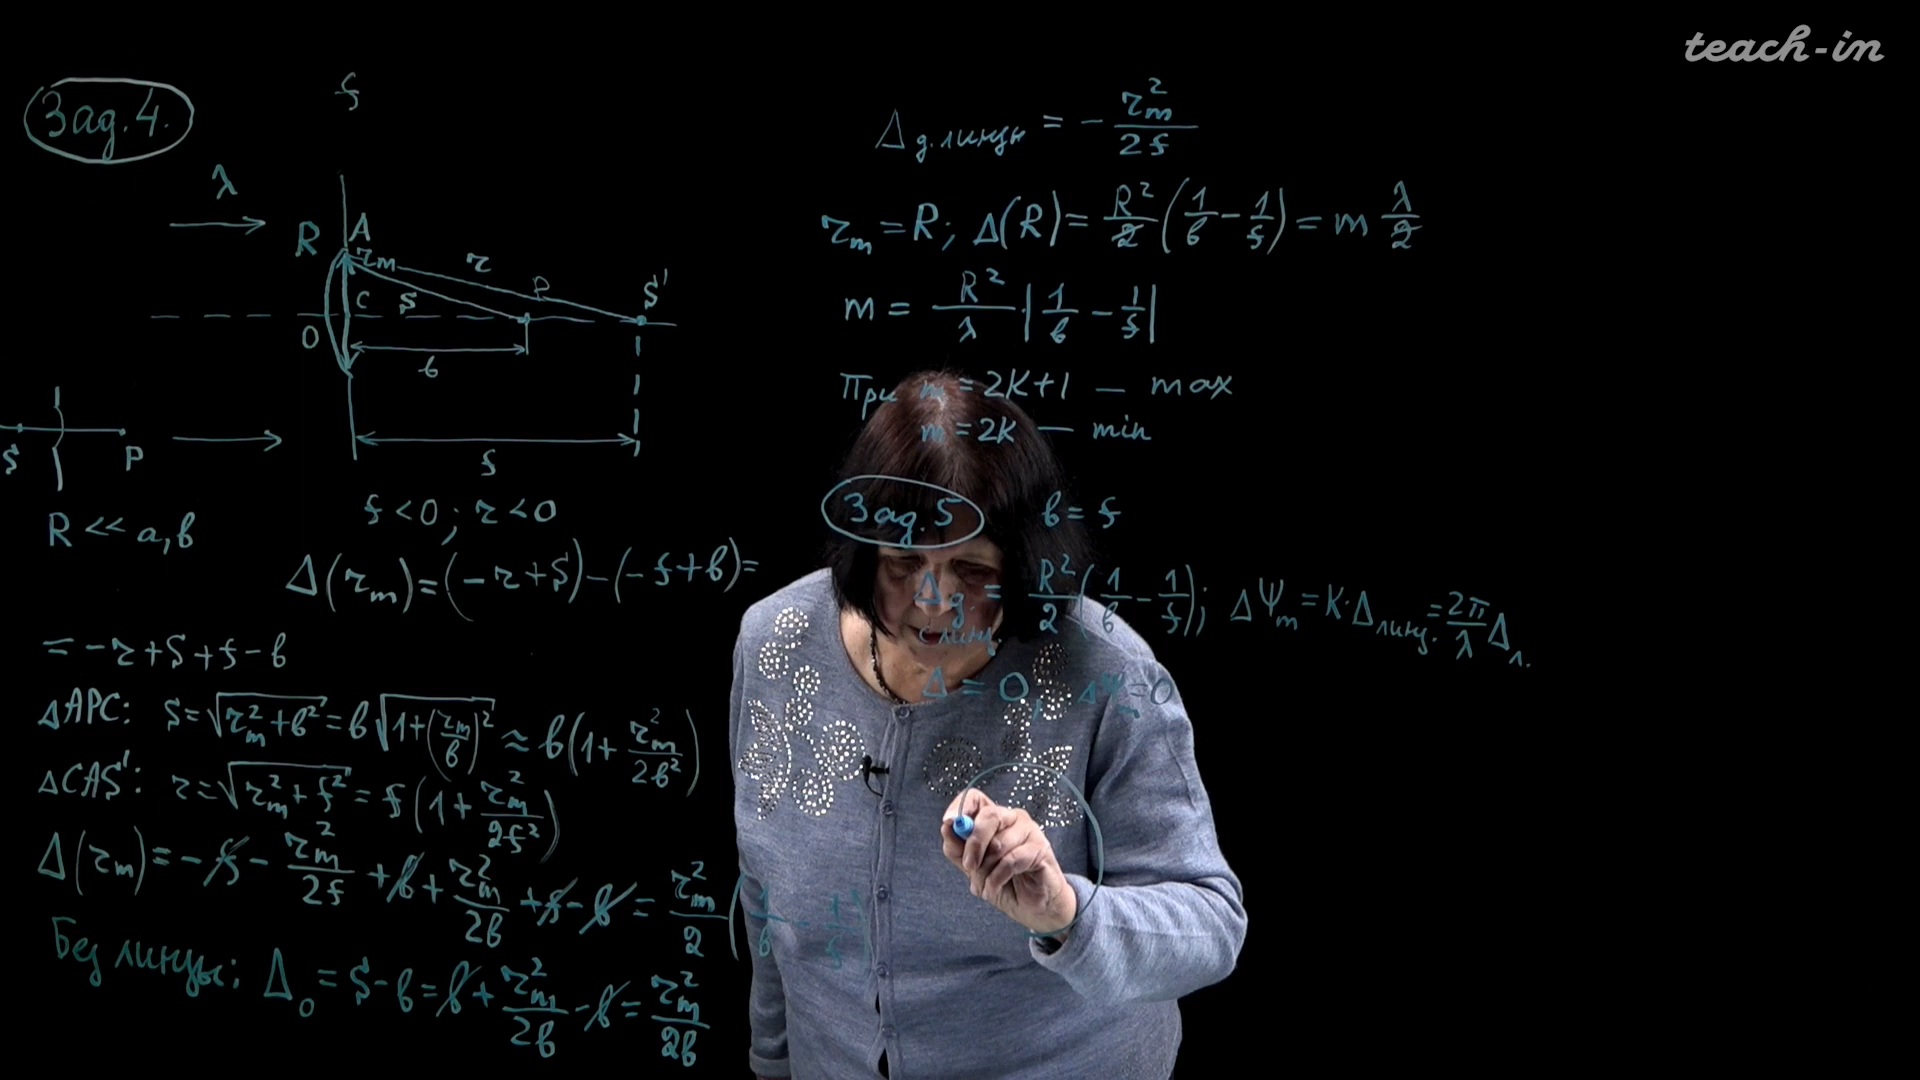 teach-in
Зад. 4.
f
λ
R A
r_m r
C S P S'
O
b
S P
f
R << a, b
f < 0; r < 0
Δ(r_m) = (-r + S) - (-f + b) =
= -r + S + f - b
ΔAPC: S = √(r_m² + b²) = b√(1 + (r_m/b)²) ≈ b(1 + r_m²/2b²)
ΔCAS': r = √(r_m² + f²) = f(1 + r_m²/2f²)
Δ(r_m) = -f - r_m²/2f + b + r_m²/2b + f - b = r_m²/2 (1/b - 1/f)
Без линзы: Δ₀ = S - b = b + r_m²/2b - b = r_m²/2b
Δ д. линзы = - r_m²/2f
r_m = R; Δ(R) = R²/2 (1/b - 1/f) = m λ/2
m = R²/λ |1/b - 1/f|
При m = 2K+1 — max
m = 2K — min
Зад. 5 b = f
Δ д. с линз. = R²/2 (1/b - 1/f); ΔΨ_m = K·Δ линз. = 2π/λ Δ л.
Δ = 0, ΔΨ_m = 0